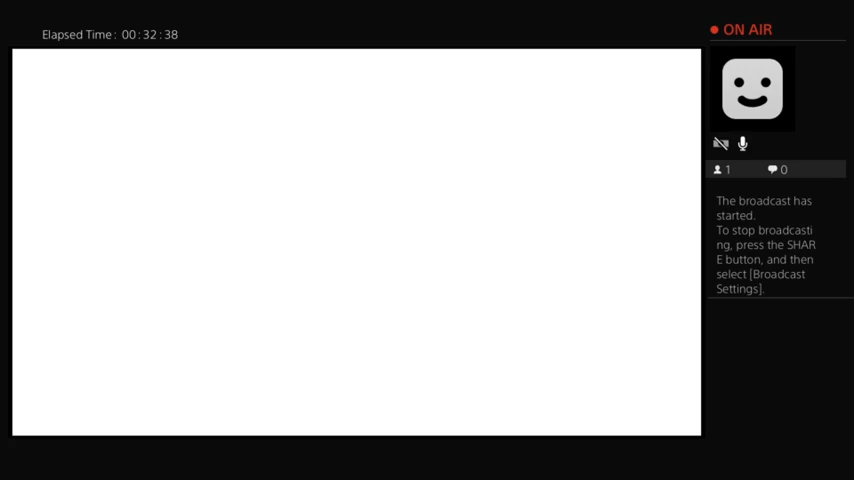 Elapsed Time: 00:32:38
ON AIR
1 0
The broadcast has
started.
To stop broadcasti
ng, press the SHAR
E button, and then
select [Broadcast
Settings].